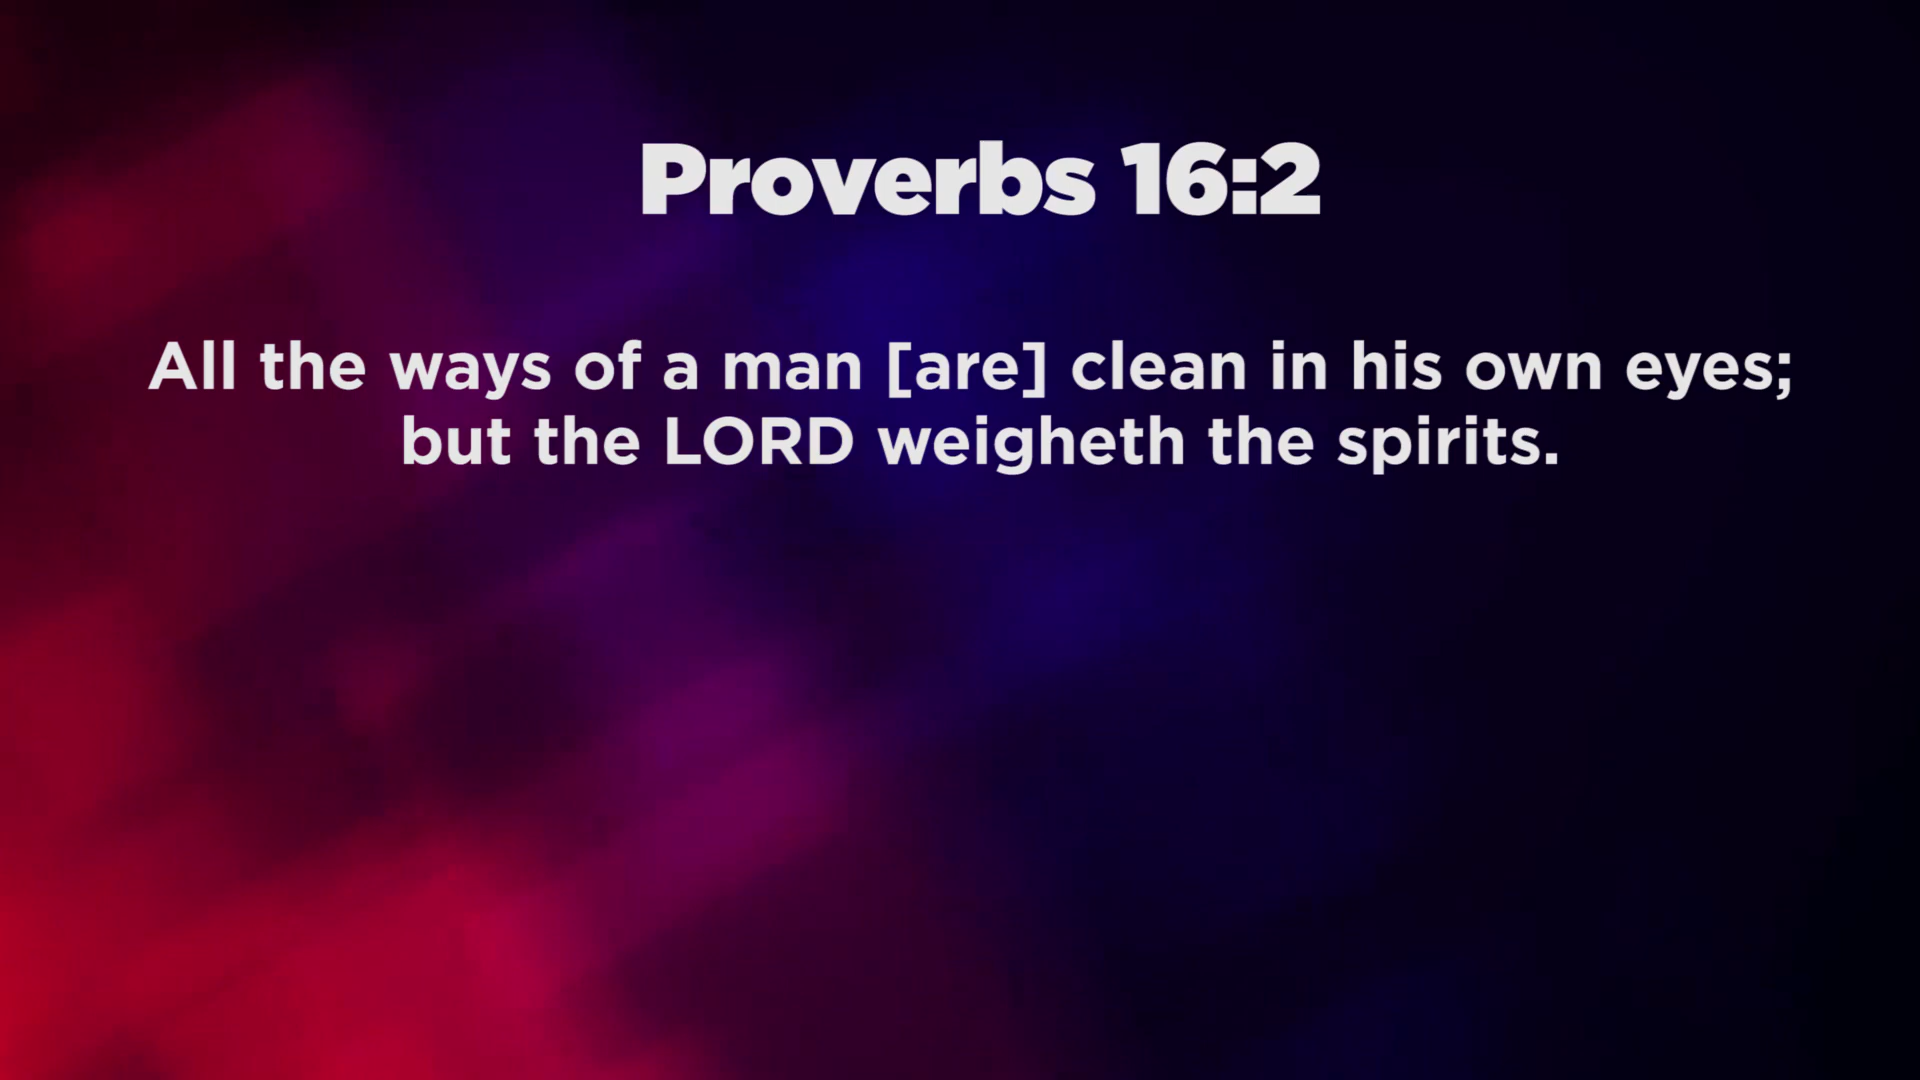 Proverbs 16:2
All the ways of a man [are] clean in his own eyes;
but the LORD weigheth the spirits.